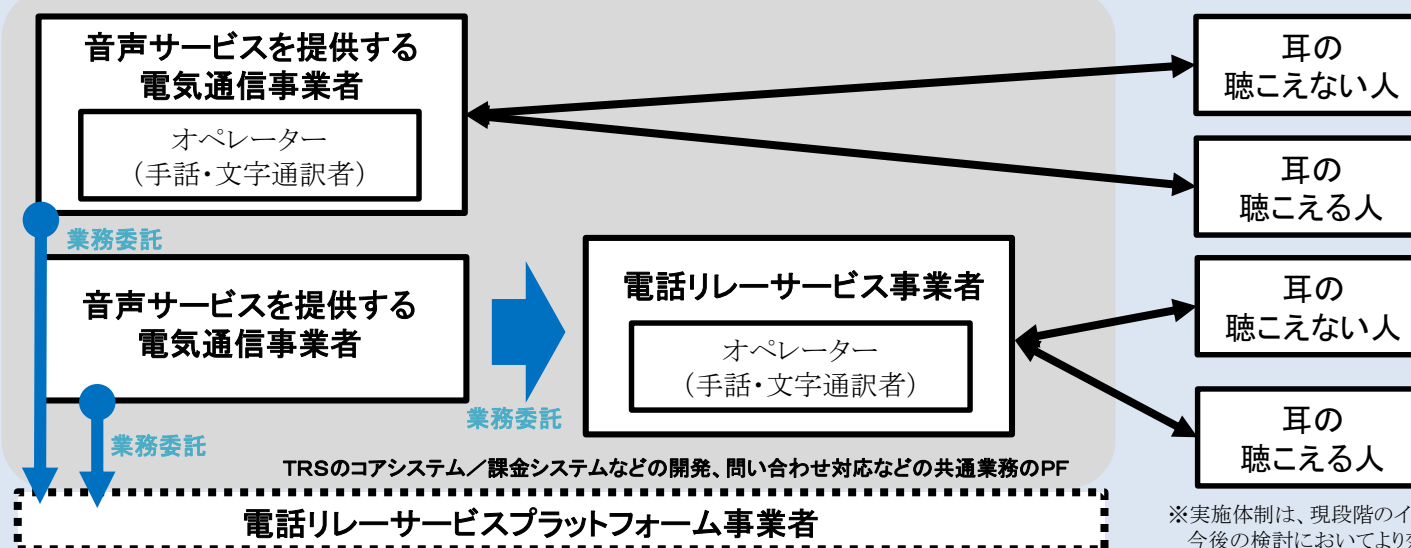 音声サービスを提供する
電気通信事業者
オペレーター
（手話・文字通訳者）
耳の
聴こえない人
耳の
聴こえる人
業務委託
音声サービスを提供する
電気通信事業者
業務委託
電話リレーサービス事業者
オペレーター
（手話・文字通訳者）
耳の
聴こえない人
耳の
聴こえる人
業務委託
TRSのコアシステム／課金システムなどの開発、問い合わせ対応などの共通業務のPF
電話リレーサービスプラットフォーム事業者
※実施体制は、現段階のイ
今後の検討においてより